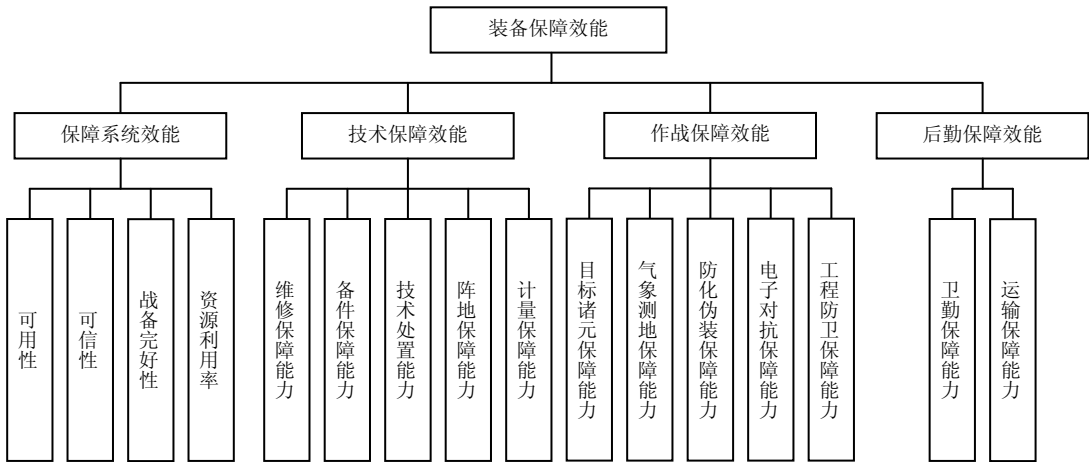 装备保障效能
保障系统效能
技术保障效能
作战保障效能
后勤保障效能
可用性
可信性
战备完好性
资源利用率
维修保障能力
备件保障能力
技术处置能力
阵地保障能力
计量保障能力
目标诸元保障能力
气象测地保障能力
防化伪装保障能力
电子对抗保障能力
工程防卫保障能力
卫勤保障能力
运输保障能力